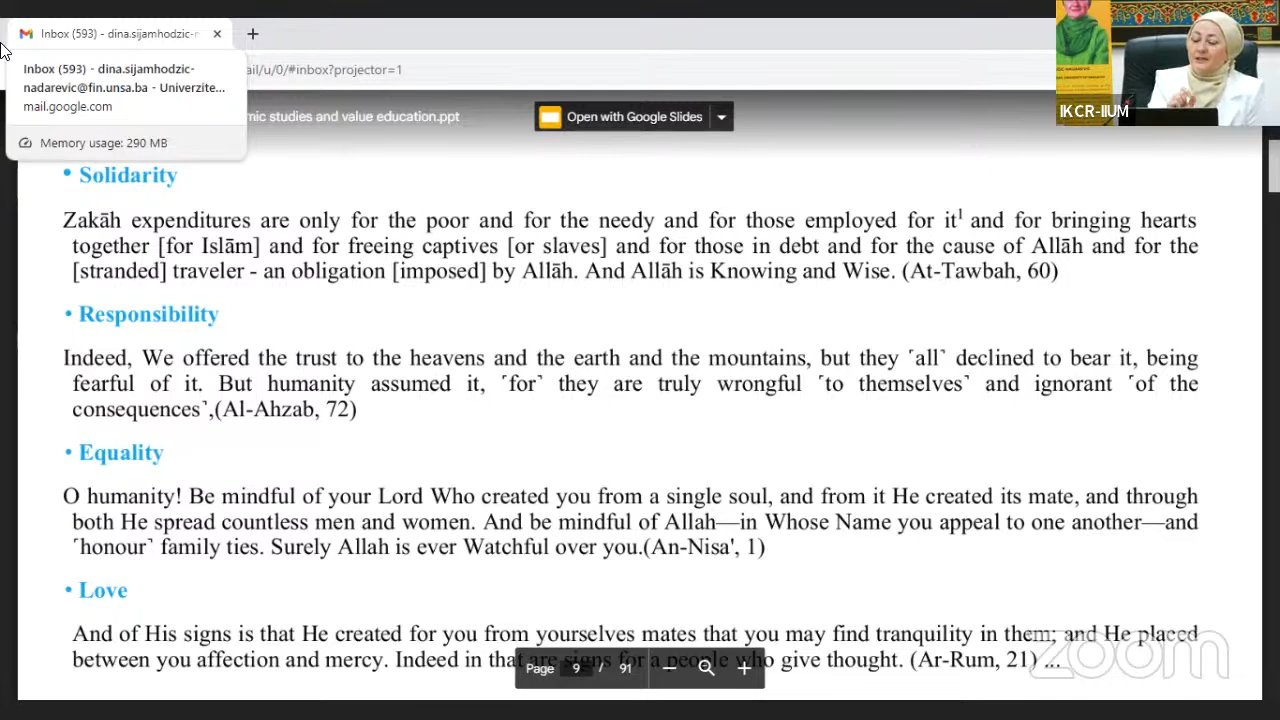 Inbox (593) - dina.sijamhodzic-n
Inbox (593) - dina.sijamhodzic-
nadarevic@fin.unsa.ba - Univerzite...
mail.google.com
Memory usage: 290 MB
ail/u/0/#inbox?projector=1
mic studies and value education.ppt
Open with Google Slides
IKCR-IIUM
• Solidarity
Zakāh expenditures are only for the poor and for the needy and for those employed for it¹ and for bringing hearts
together [for Islām] and for freeing captives [or slaves] and for those in debt and for the cause of Allāh and for the
[stranded] traveler - an obligation [imposed] by Allāh. And Allāh is Knowing and Wise. (At-Tawbah, 60)
• Responsibility
Indeed, We offered the trust to the heavens and the earth and the mountains, but they ˹all˺ declined to bear it, being
fearful of it. But humanity assumed it, ˹for˺ they are truly wrongful ˹to themselves˺ and ignorant ˹of the
consequences˺,(Al-Ahzab, 72)
• Equality
O humanity! Be mindful of your Lord Who created you from a single soul, and from it He created its mate, and through
both He spread countless men and women. And be mindful of Allah—in Whose Name you appeal to one another—and
˹honour˺ family ties. Surely Allah is ever Watchful over you.(An-Nisa', 1)
• Love
And of His signs is that He created for you from yourselves mates that you may find tranquility in them; and He placed
between you affection and mercy. Indeed in that are signs for a people who give thought. (Ar-Rum, 21) ...
Page 9 / 91
zoom